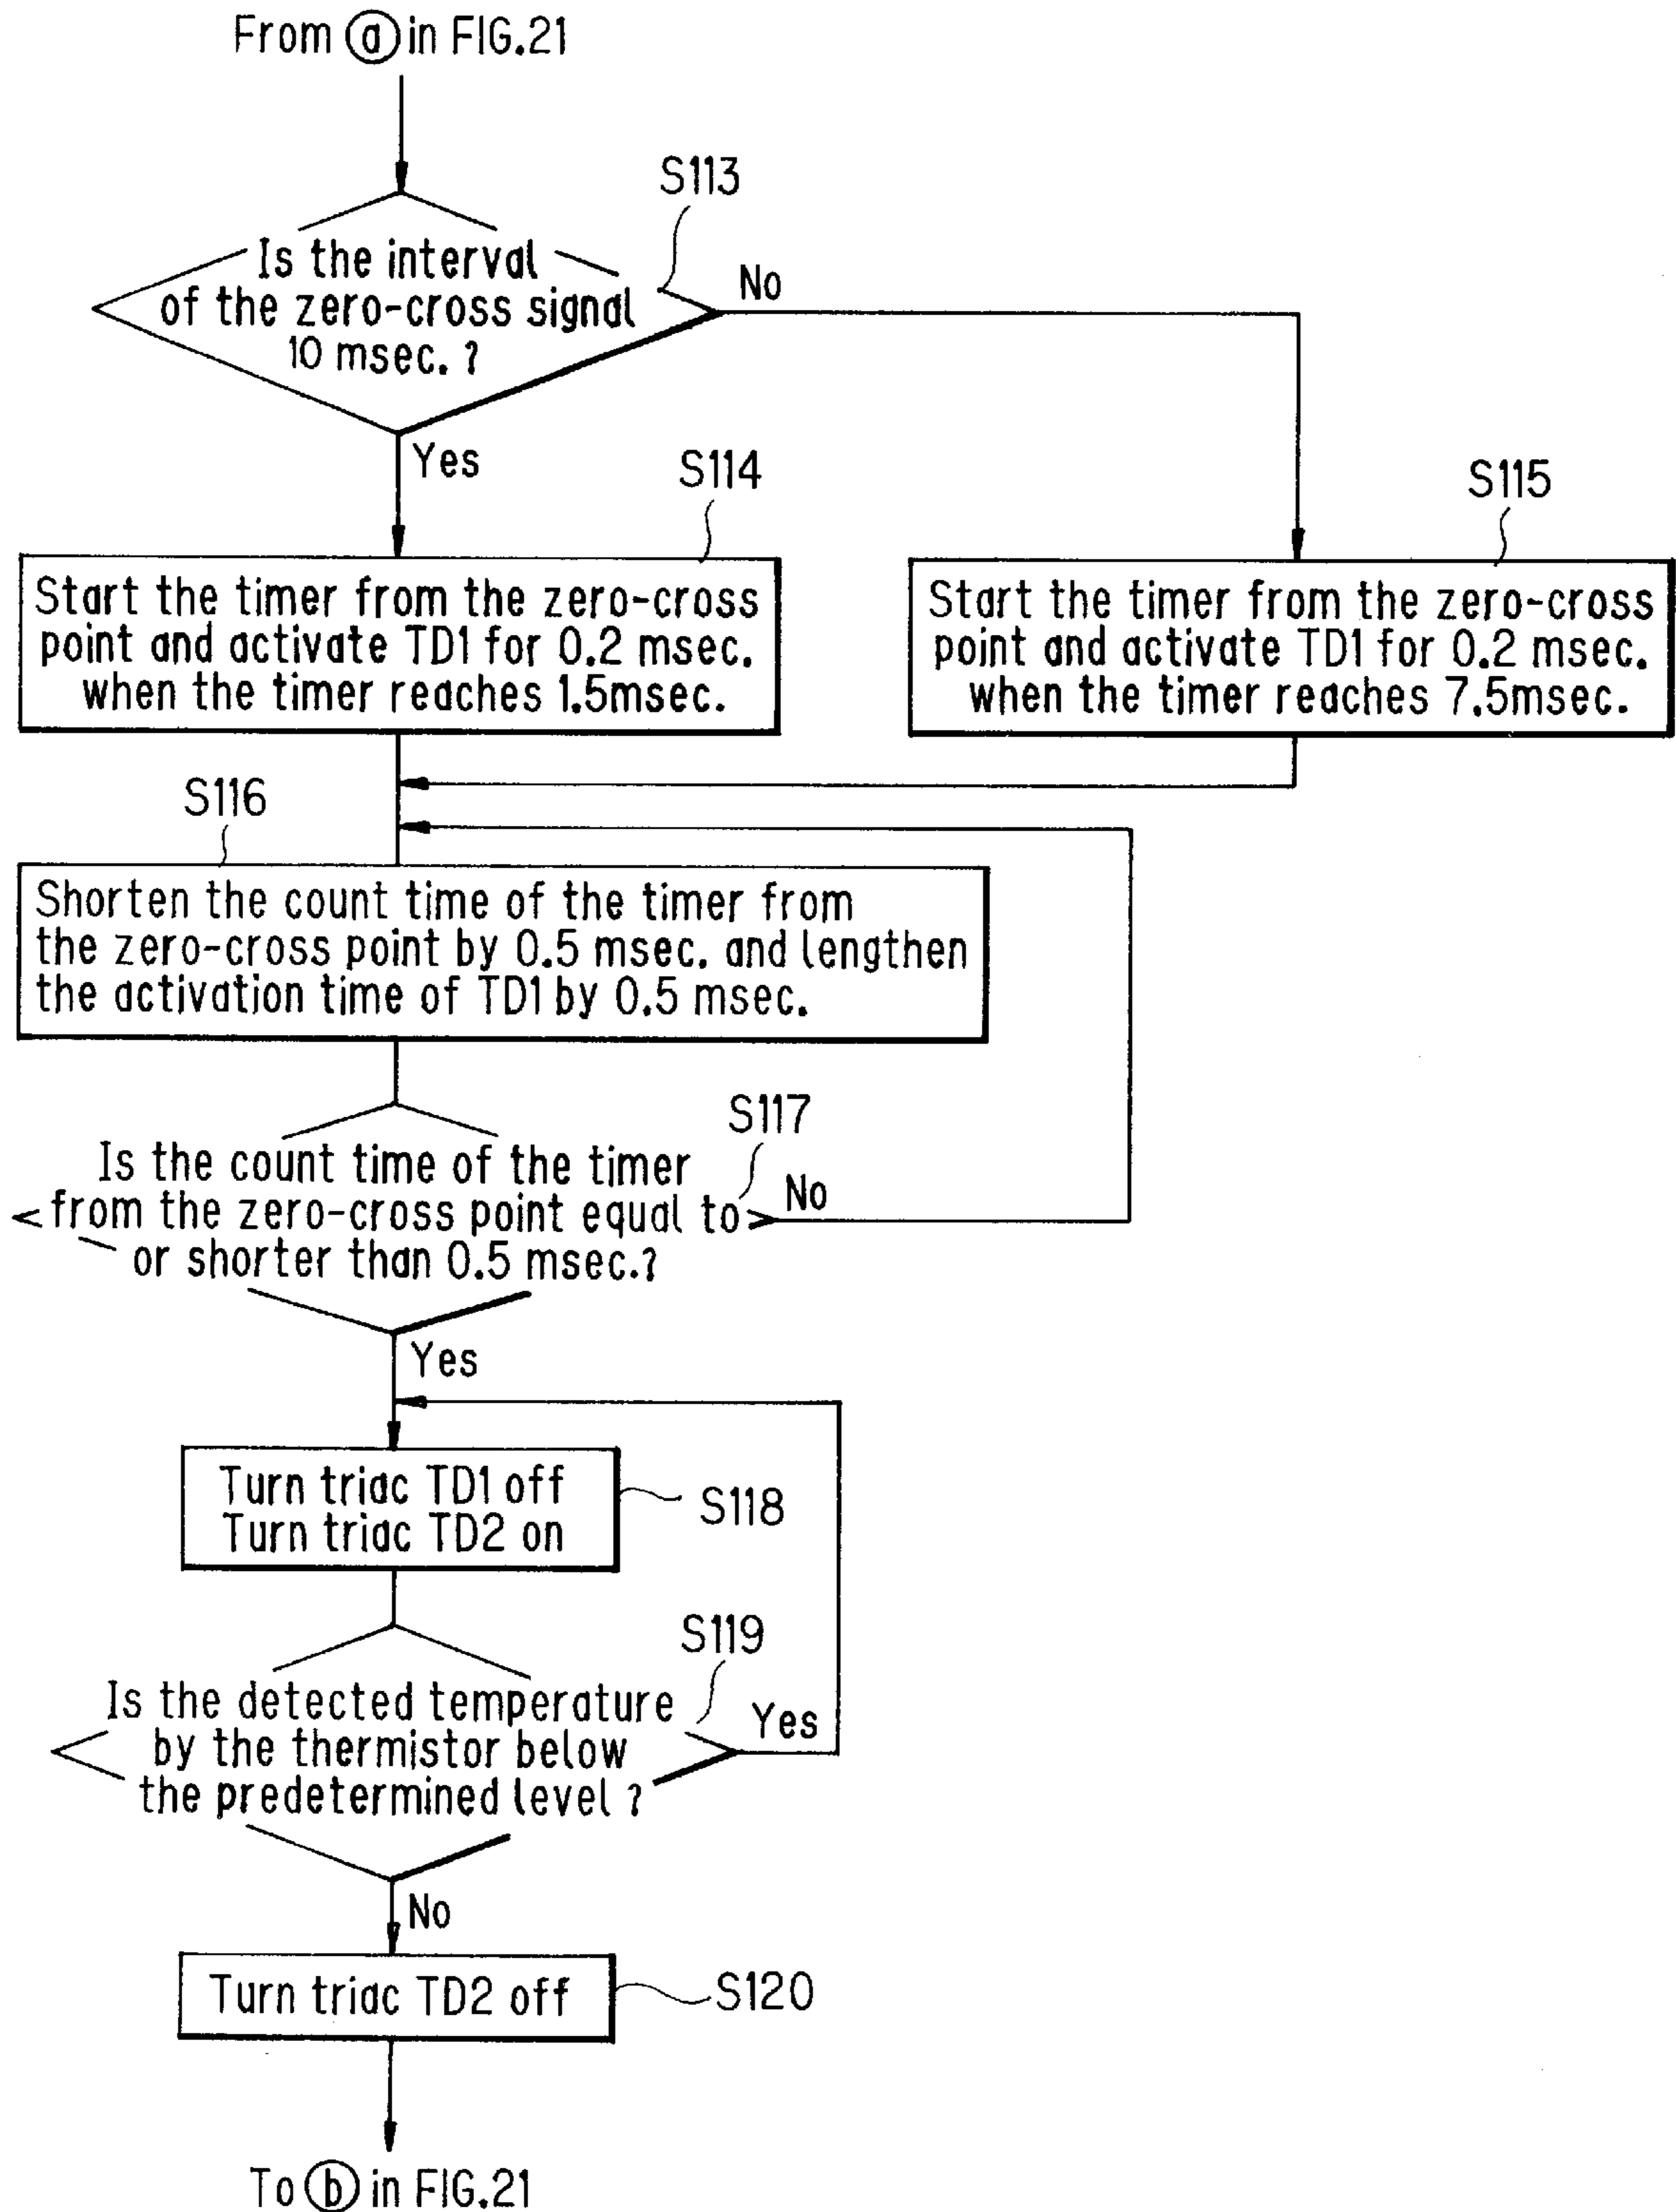 From ⓐ in FIG.21
S113
Is the interval
of the zero-cross signal
10 msec. ?
No
Yes
S114
S115
Start the timer from the zero-cross
point and activate TD1 for 0.2 msec.
when the timer reaches 1.5msec.
Start the timer from the zero-cross
point and activate TD1 for 0.2 msec.
when the timer reaches 7.5msec.
S116
Shorten the count time of the timer from
the zero-cross point by 0.5 msec. and lengthen
the activation time of TD1 by 0.5 msec.
S117
Is the count time of the timer
from the zero-cross point equal to
or shorter than 0.5 msec.?
No
Yes
Turn triac TD1 off
Turn triac TD2 on
S118
S119
Is the detected temperature
by the thermistor below
the predetermined level ?
Yes
No
Turn triac TD2 off
S120
To ⓑ in FIG.21